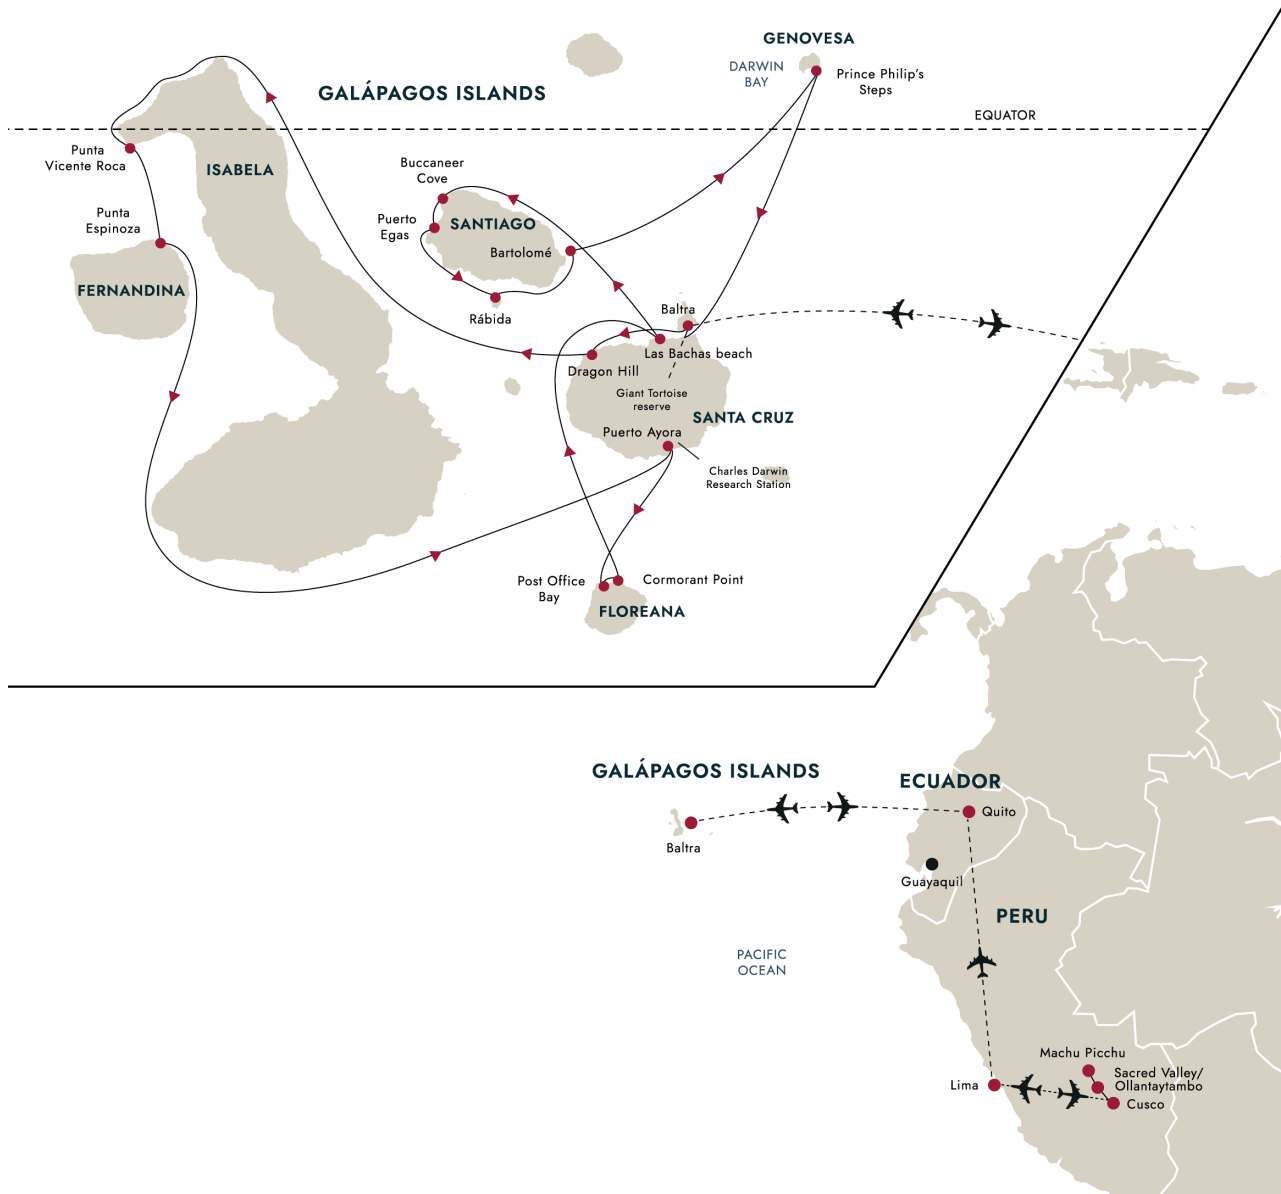 GENOVESA
DARWIN
BAY
Prince Philip's
Steps
GALÁPAGOS ISLANDS
EQUATOR
Punta
Vicente Roca
ISABELA
Buccaneer
Cove
Punta
Espinoza
Puerto
Egas
SANTIAGO
Bartolomé
FERNANDINA
Rábida
Baltra
Las Bachas beach
Dragon Hill
Giant Tortoise
reserve
SANTA CRUZ
Puerto Ayora
Charles Darwin
Research Station
Post Office
Bay
Cormorant Point
FLOREANA
GALÁPAGOS ISLANDS
ECUADOR
Quito
Baltra
Guayaquil
PERU
PACIFIC
OCEAN
Machu Picchu
Sacred Valley/
Ollantaytambo
Lima
Cusco